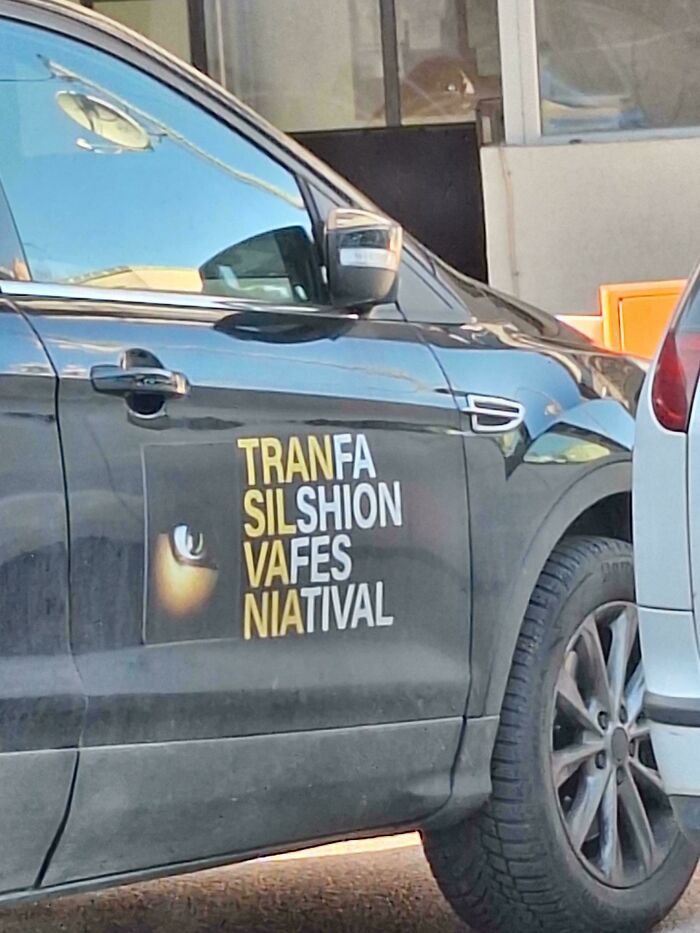 TRANFA
SILSHION
VAFES
NIATIVAL